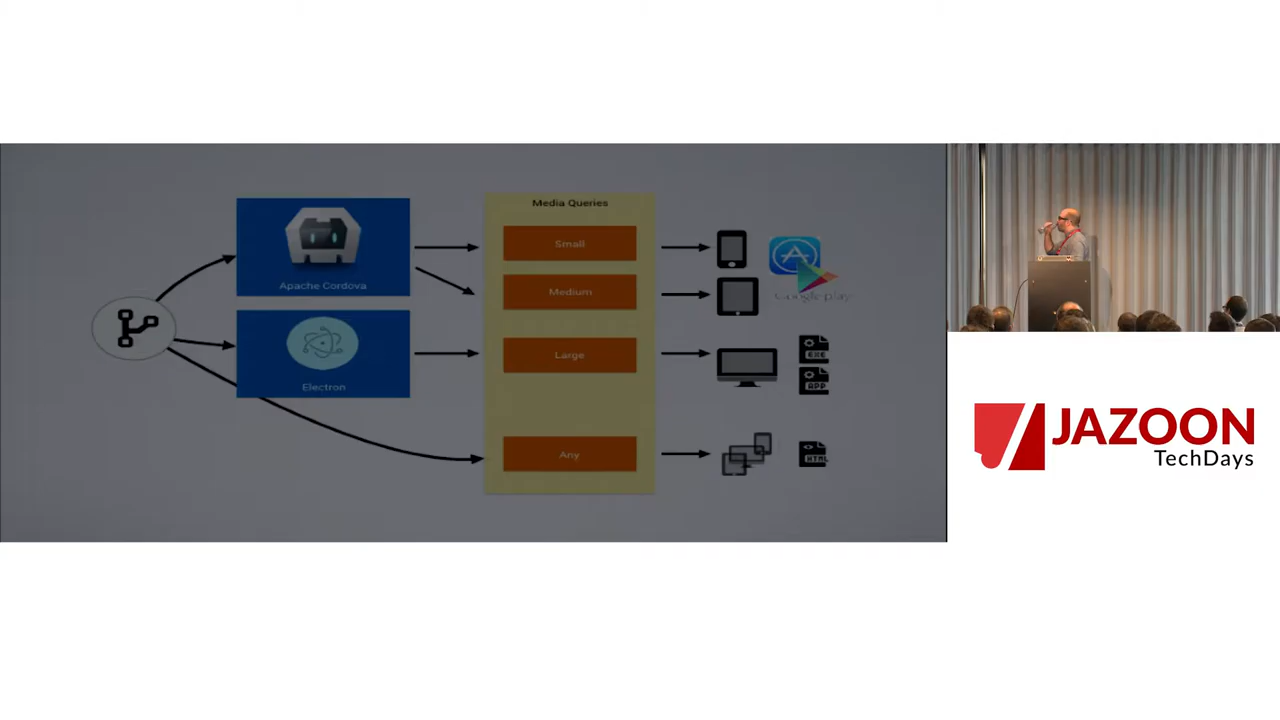 Media Queries
Small
Apache Cordova
Medium
Google play
Large
EXE
Electron
APP
Any
HTML
JAZOON
TechDays